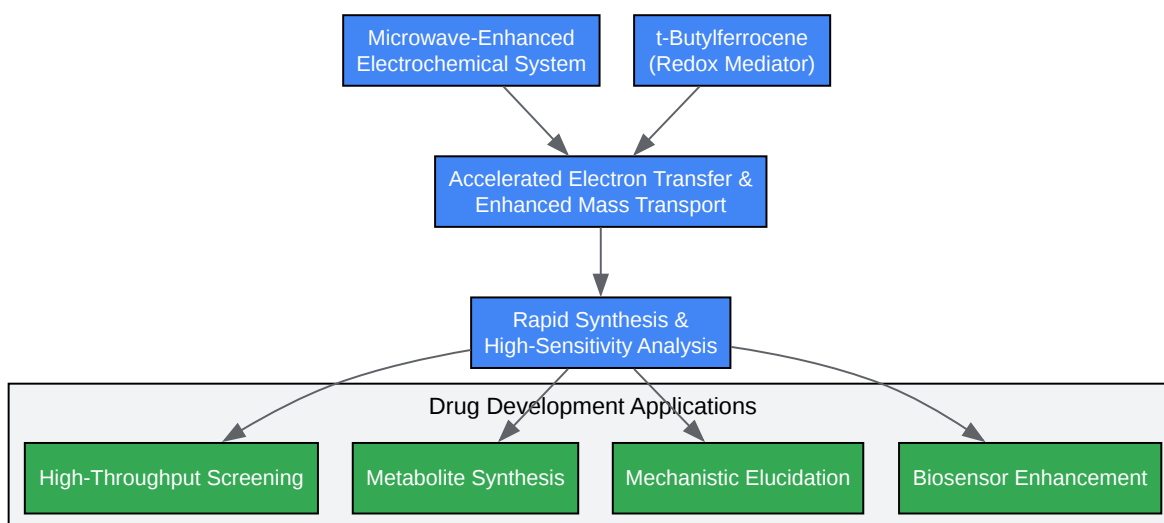 Microwave-Enhanced
Electrochemical System
t-Butylferrocene
(Redox Mediator)
Accelerated Electron Transfer &
Enhanced Mass Transport
Rapid Synthesis &
High-Sensitivity Analysis
Drug Development Applications
High-Throughput Screening
Metabolite Synthesis
Mechanistic Elucidation
Biosensor Enhancement